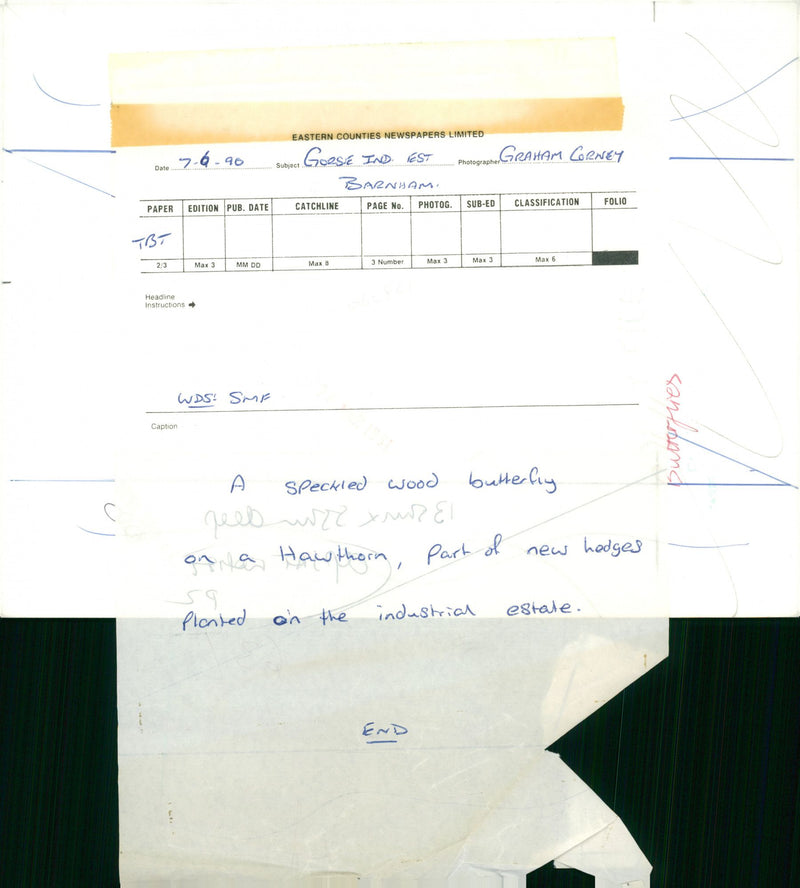 EASTERN COUNTIES NEWSPAPERS LIMITED
Date 7-6-90 Subject GORSE IND. EST Photographer GRAHAM CORNEY
BARNHAM.
PAPER EDITION PUB. DATE CATCHLINE PAGE No. PHOTOG. SUB-ED CLASSIFICATION FOLIO
TBT
2/3 Max 3 MM DD Max 8 3 Number Max 3 Max 3 Max 6
Headline
Instructions ➡
WDS: SMF
Caption
Butterflies
A speckled wood butterfly
on a Hawthorn, Part of new hedges
Planted on the industrial estate.
END